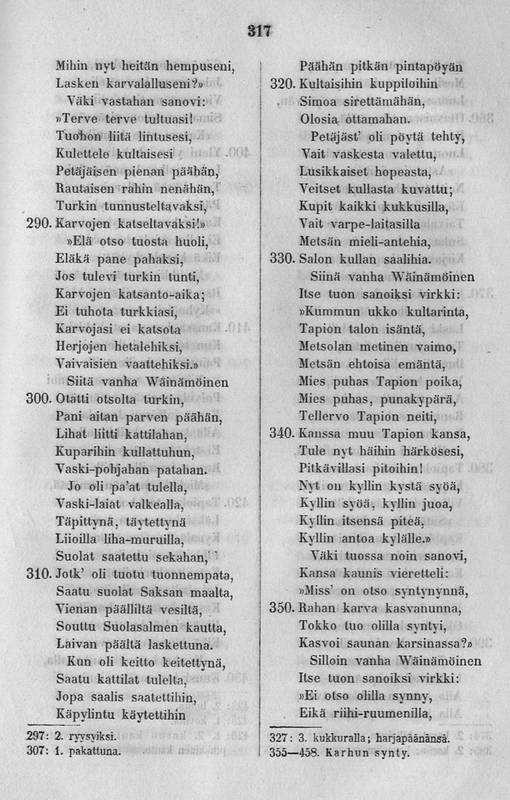 317
Mihin nyt heitän hempuseni,
Lasken karvalalluseni?»
Väki vastahan sanovi:
»Terve terve tultuasi!
Tuohon liitä lintusesi,
Kulettele kultaisesi
Petäjäisen pienan päähän,
Rautaisen rahin nenähän,
Turkin tunnusteltavaksi,
290. Karvojen katseltavaksi!»
»Elä otso tuosta huoli,
Eläkä pane pahaksi,
Jos tulevi turkin tunti,
Karvojen katsanto-aika;
Ei tuhota turkkiasi,
Karvojasi ei katsota
Herjojen hetalehiksi,
Vaivaisien vaattehiksi.»
Siitä vanha Wäinämöinen
300. Otatti otsolta turkin,
Pani aitan parven päähän,
Lihat liitti kattilahan,
Kuparihin kullattuhun,
Vaski-pohjahan patahan.
Jo oli pa'at tulella,
Vaski-laiat valkealla,
Täpittynä, täytettynä
Liioilla liha-muruilla,
Suolat saatettu sekahan,
310. Jotk' oli tuotu tuonnempata,
Saatu suolat Saksan maalta,
Vienan pääliltä vesiltä,
Souttu Suolasalmen kautta,
Laivan päältä laskettuna.
Kun oli keitto keitettynä,
Saatu kattilat tulelta,
Jopa saalis saatettihin,
Käpylintu käytettihin
297: 2. ryysyiksi.
307: 1. pakattuna.
Päähän pitkän pintapöyän
320. Kultaisihin kuppiloihin
Simoa sirettämähän,
Olosia ottamahan.
Petäjäst' oli pöytä tehty,
Vait vaskesta valettu,
Lusikkaiset hopeasta,
Veitset kullasta kuvattu;
Kupit kaikki kukkusilla,
Vait varpe-laitasilla
Metsän mieli-antehia,
330. Salon kullan saalihia.
Siinä vanha Wäinämöinen
Itse tuon sanoiksi virkki:
»Kummun ukko kultarinta,
Tapion talon isäntä,
Metsolan metinen vaimo,
Metsän ehtoisa emäntä,
Mies puhas Tapion poika,
Mies puhas, punakypärä,
Tellervo Tapion neiti,
340. Kanssa muu Tapion kansa,
Tule nyt häihin härkösesi,
Pitkävillasi pitoihin!
Nyt on kyllin kystä syöä,
Kyllin syöä, kyllin juoa,
Kyllin itsensä piteä,
Kyllin antoa kylälle.»
Väki tuossa noin sanovi,
Kansa kaunis vieretteli:
»Miss' on otso syntynynnä,
350. Rahan karva kasvanunna,
Tokko tuo olilla syntyi,
Kasvoi saunan karsinassa?»
Silloin vanha Wäinämöinen
Itse tuon sanoiksi virkki:
»Ei otso olilla synny,
Eikä riihi-ruumenilla,
327: 3. kukkuralla; harjapäänänsä.
355—458. Karhun synty.